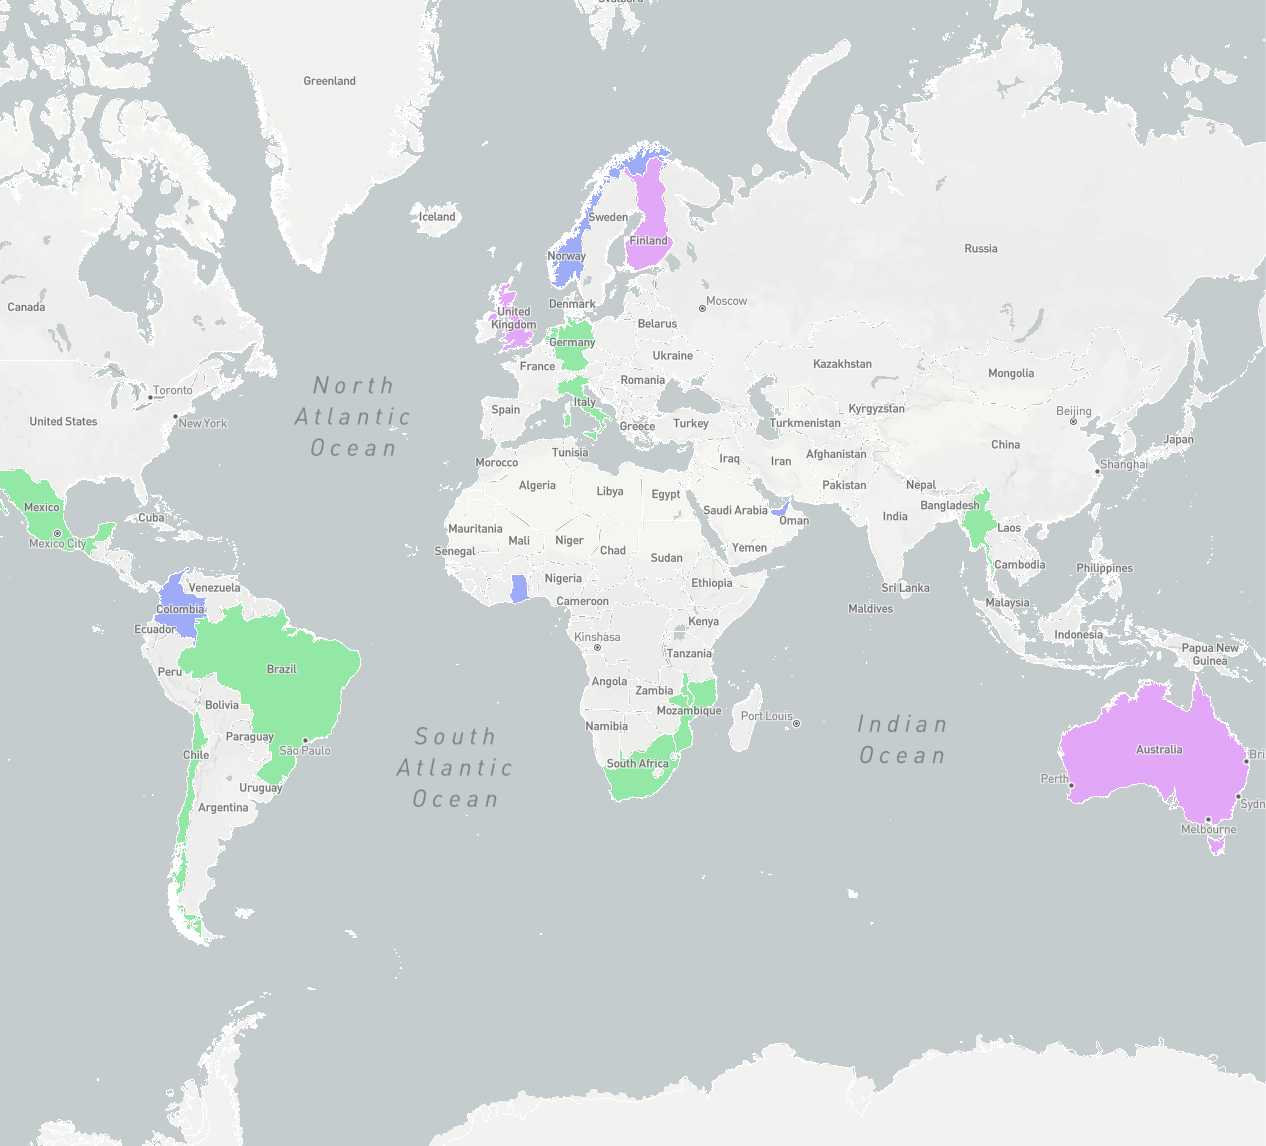 Svalbard
Greenland
Iceland
Sweden
Finland
Norway
Russia
Canada
Denmark
Moscow
United
Kingdom
Belarus
Germany
Ukraine
France
Kazakhstan
Mongolia
Romania
North
Atlantic
Ocean
Toronto
Italy
Spain
Kyrgyzstan
Beijing
United States
New York
Greece
Turkey
Turkmenistan
Japan
China
Tunisia
Afghanistan
Morocco
Iraq
Iran
Shanghai
Algeria
Libya
Egypt
Pakistan
Nepal
Mexico
Saudi Arabia
Bangladesh
Cuba
Oman
India
Mauritania
Laos
Mexico City
Mali
Niger
Chad
Yemen
Senegal
Sudan
Cambodia
Philippines
Nigeria
Ethiopia
Venezuela
Sri Lanka
Cameroon
Malaysia
Colombia
Maldives
Kenya
Ecuador
Kinshasa
Indonesia
Papua New
Guinea
Tanzania
Brazil
Peru
Angola
Zambia
Bolivia
Mozambique
Port Louis
Namibia
Indian
Ocean
South
Atlantic
Ocean
Paraguay
São Paulo
Chile
Australia
Bri
South Africa
Perth
Uruguay
Sydn
Argentina
Melbourne